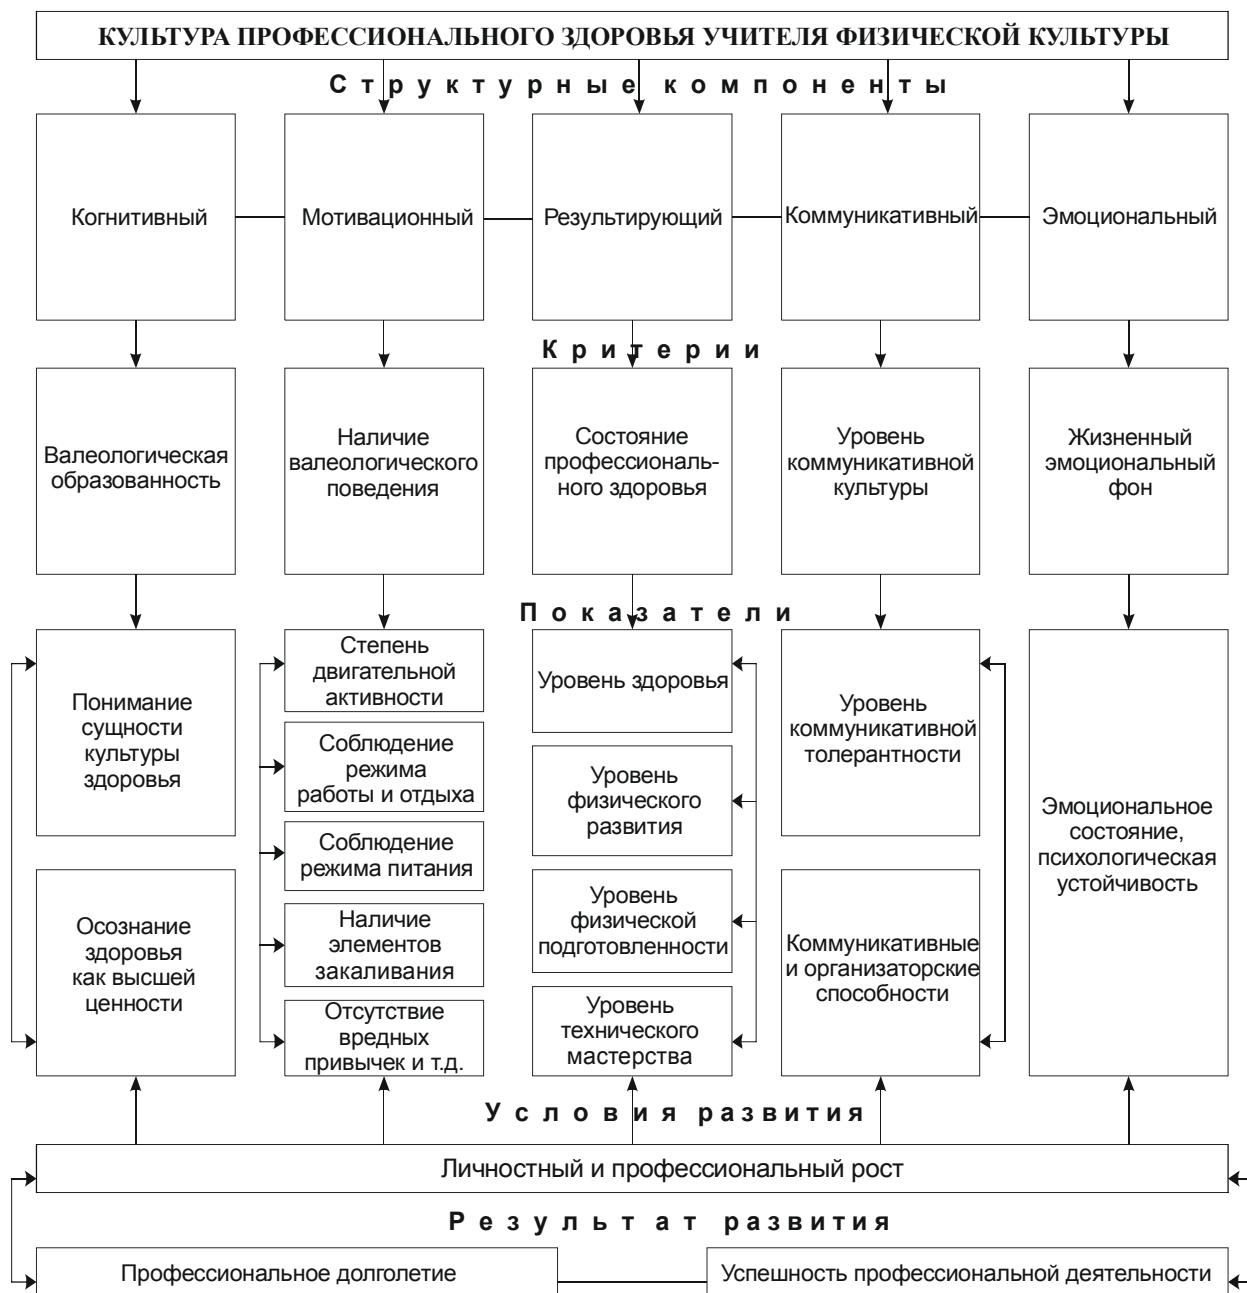 КУЛЬТУРА ПРОФЕССИОНАЛЬНОГО ЗДОРОВЬЯ УЧИТЕЛЯ ФИЗИЧЕСКОЙ КУЛЬТУРЫ
Структурные компоненты
Когнитивный
Мотивационный
Результирующий
Коммуникативный
Эмоциональный
Критерии
Валеологическая
образованность
Наличие
валеологического
поведения
Состояние
профессиональ-
ного здоровья
Уровень
коммуникативной
культуры
Жизненный
эмоциональный
фон
Показатели
Понимание
сущности
культуры
здоровья
Осознание
здоровья
как высшей
ценности
Степень
двигательной
активности
Соблюдение
режима
работы и отдыха
Соблюдение
режима питания
Наличие
элементов
закаливания
Отсутствие
вредных
привычек и т.д.
Уровень здоровья
Уровень
физического
развития
Уровень
физической
подготовленности
Уровень
технического
мастерства
Уровень
коммуникативной
толерантности
Коммуникативные
и организаторские
способности
Эмоциональное
состояние,
психологическая
устойчивость
Условия развития
Личностный и профессиональный рост
Результат развития
Профессиональное долголетие
Успешность профессиональной деятельности